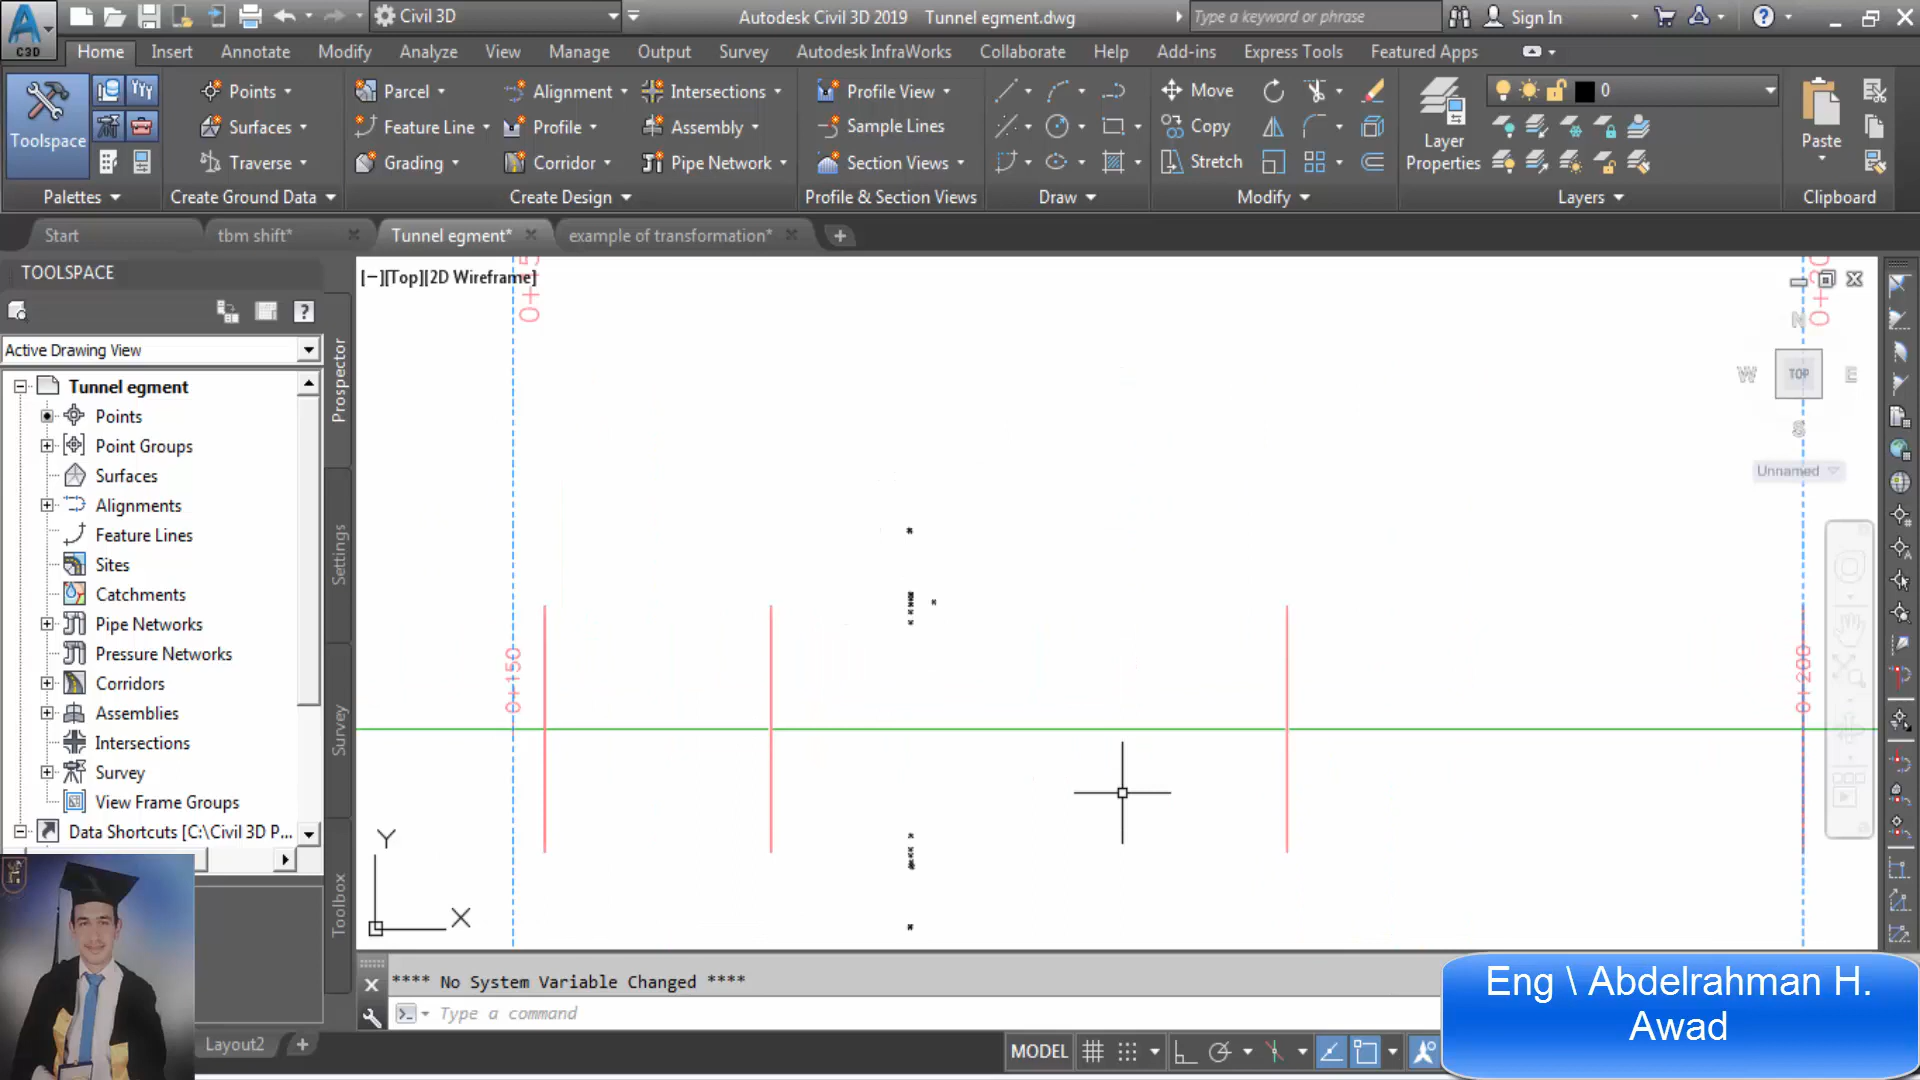 C3D
Civil 3D
Autodesk Civil 3D 2019 Tunnel egment.dwg
Type a keyword or phrase
Sign In
Home Insert Annotate Modify Analyze View Manage Output Survey Autodesk InfraWorks Collaborate Help Add-ins Express Tools Featured Apps
Toolspace
Palettes
Points
Surfaces
Traverse
Create Ground Data
Parcel
Feature Line
Grading
Alignment
Profile
Corridor
Intersections
Assembly
Pipe Network
Create Design
Profile View
Sample Lines
Section Views
Profile & Section Views
Draw
Move
Copy
Stretch
Modify
Layer
Properties
0
Layers
Paste
Clipboard
Start
tbm shift*
Tunnel egment*
example of transformation*
TOOLSPACE
Active Drawing View
Tunnel egment
Points
Point Groups
Surfaces
Alignments
Feature Lines
Sites
Catchments
Pipe Networks
Pressure Networks
Corridors
Assemblies
Intersections
Survey
View Frame Groups
Data Shortcuts [C:\Civil 3D P...
Prospector
Settings
Survey
Toolbox
[−][Top][2D Wireframe]
0+150
0+200
N
W
TOP
E
S
Unnamed
Y
X
**** No System Variable Changed ****
Type a command
Layout2
MODEL
Eng \ Abdelrahman H.
Awad